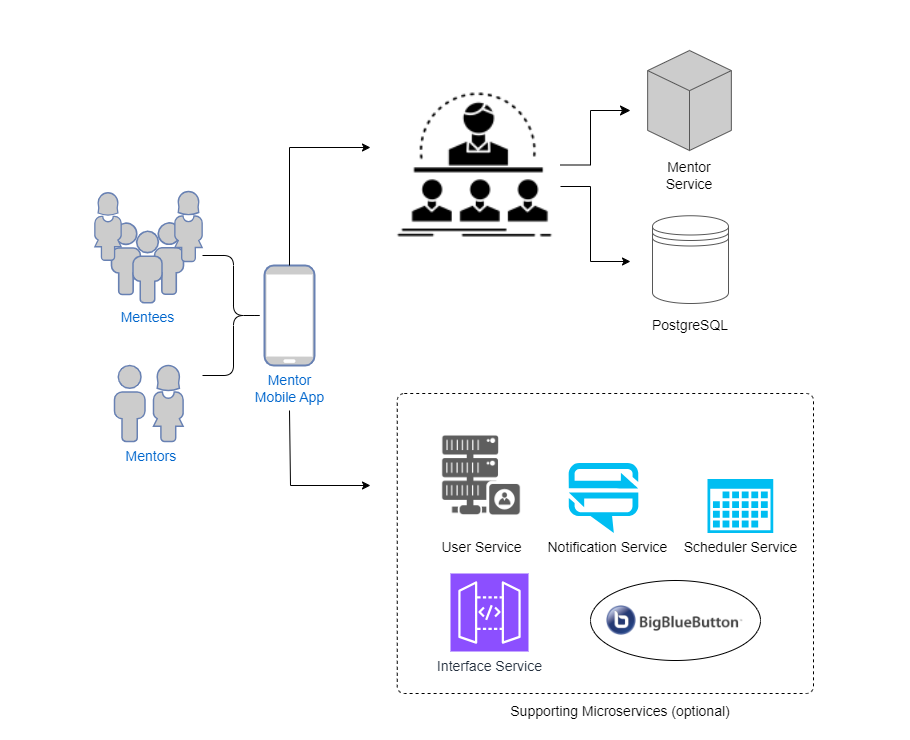 Mentor
Service
PostgreSQL
Mentees
Mentor
Mobile App
Mentors
User Service
Notification Service
Scheduler Service
</>
Interface Service
b BigBlueButton
Supporting Microservices (optional)